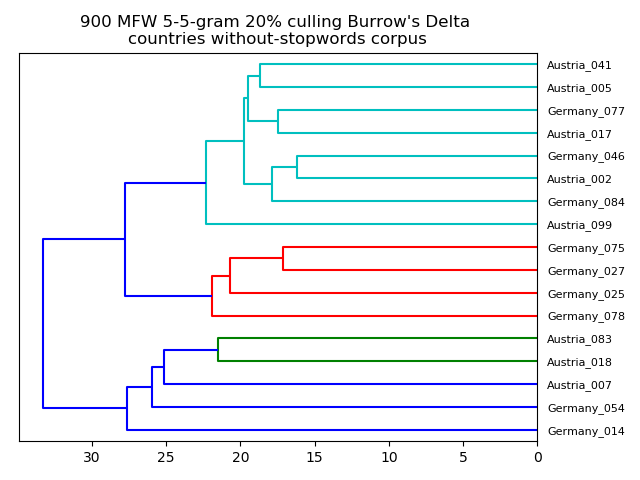 900 MFW 5-5-gram 20% culling Burrow's Delta
countries without-stopwords corpus
Austria_041
Austria_005
Germany_077
Austria_017
Germany_046
Austria_002
Germany_084
Austria_099
Germany_075
Germany_027
Germany_025
Germany_078
Austria_083
Austria_018
Austria_007
Germany_054
Germany_014
30 25 20 15 10 5 0